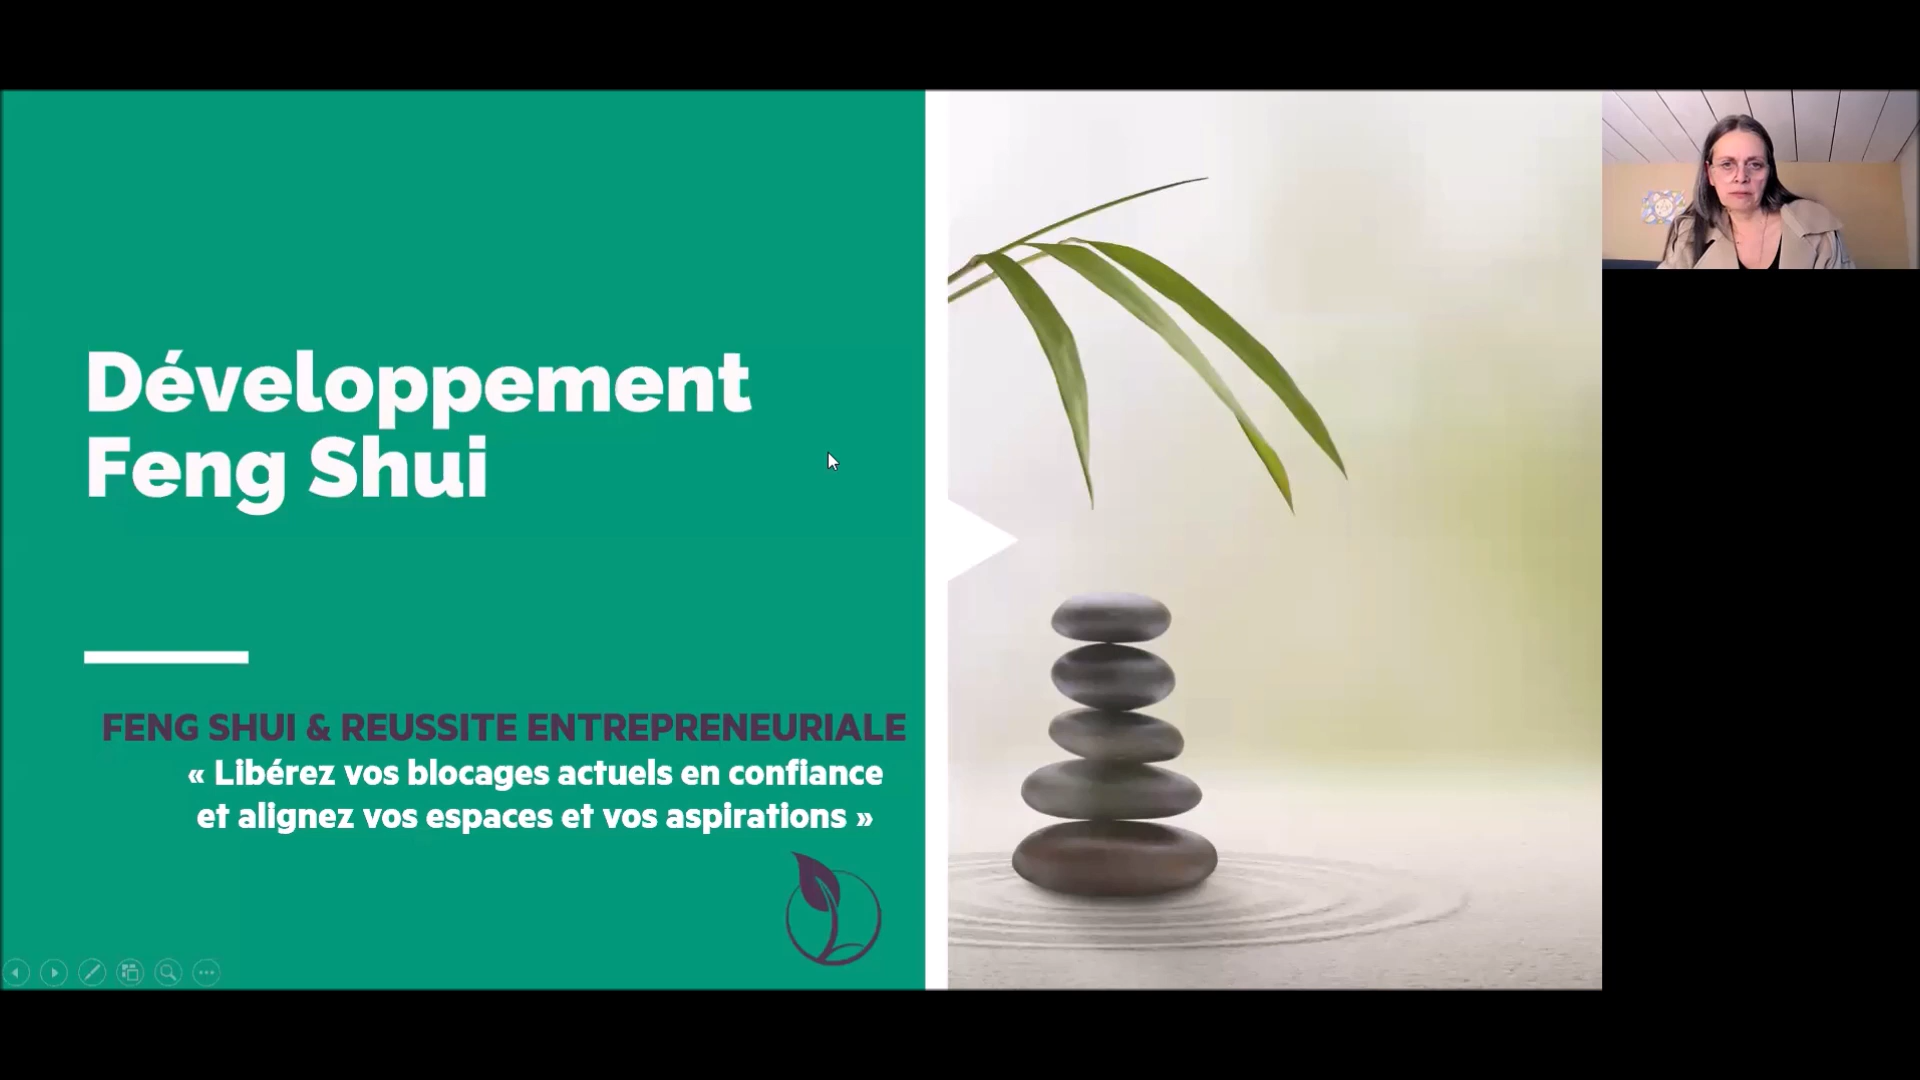 Développement
Feng Shui
FENG SHUI & REUSSITE ENTREPRENEURIALE
« Libérez vos blocages actuels en confiance
et alignez vos espaces et vos aspirations »